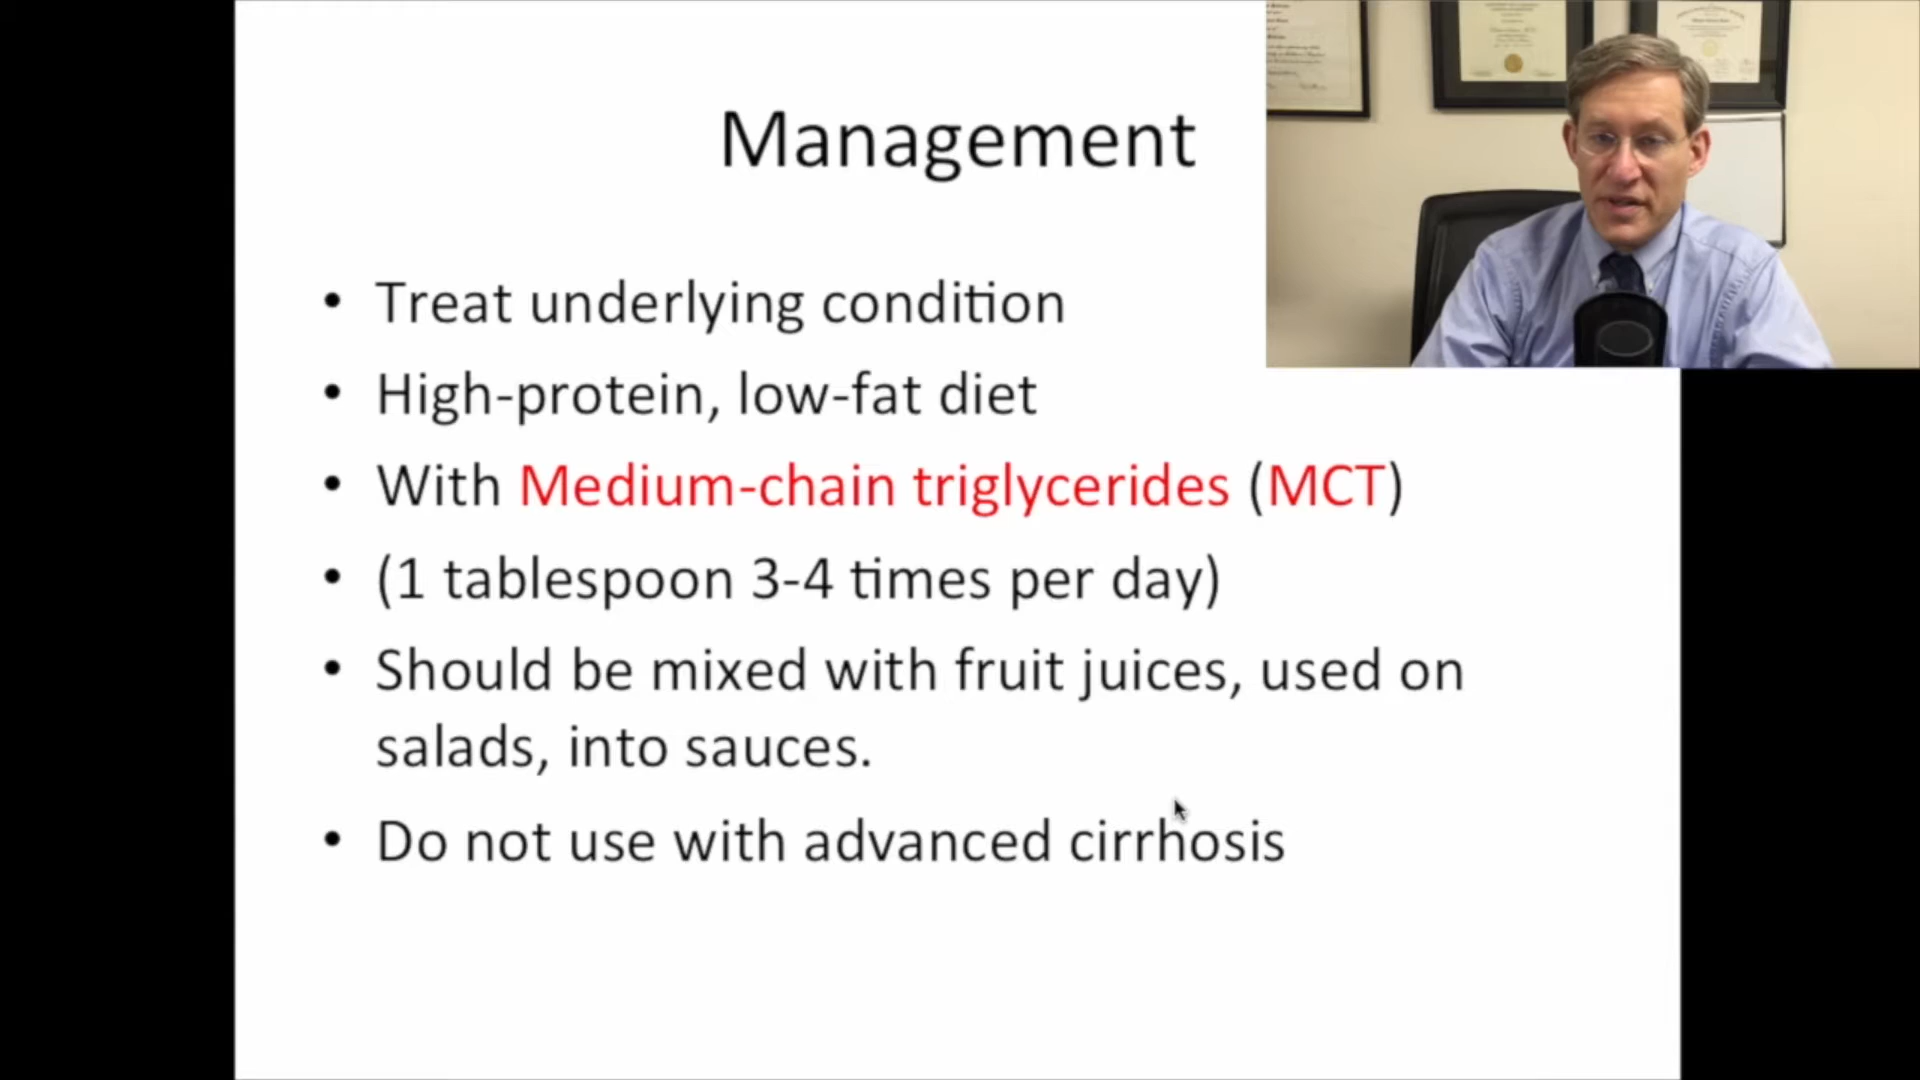 Management
• Treat underlying condition
• High-protein, low-fat diet
• With Medium-chain triglycerides (MCT)
• (1 tablespoon 3-4 times per day)
• Should be mixed with fruit juices, used on
salads, into sauces.
• Do not use with advanced cirrhosis